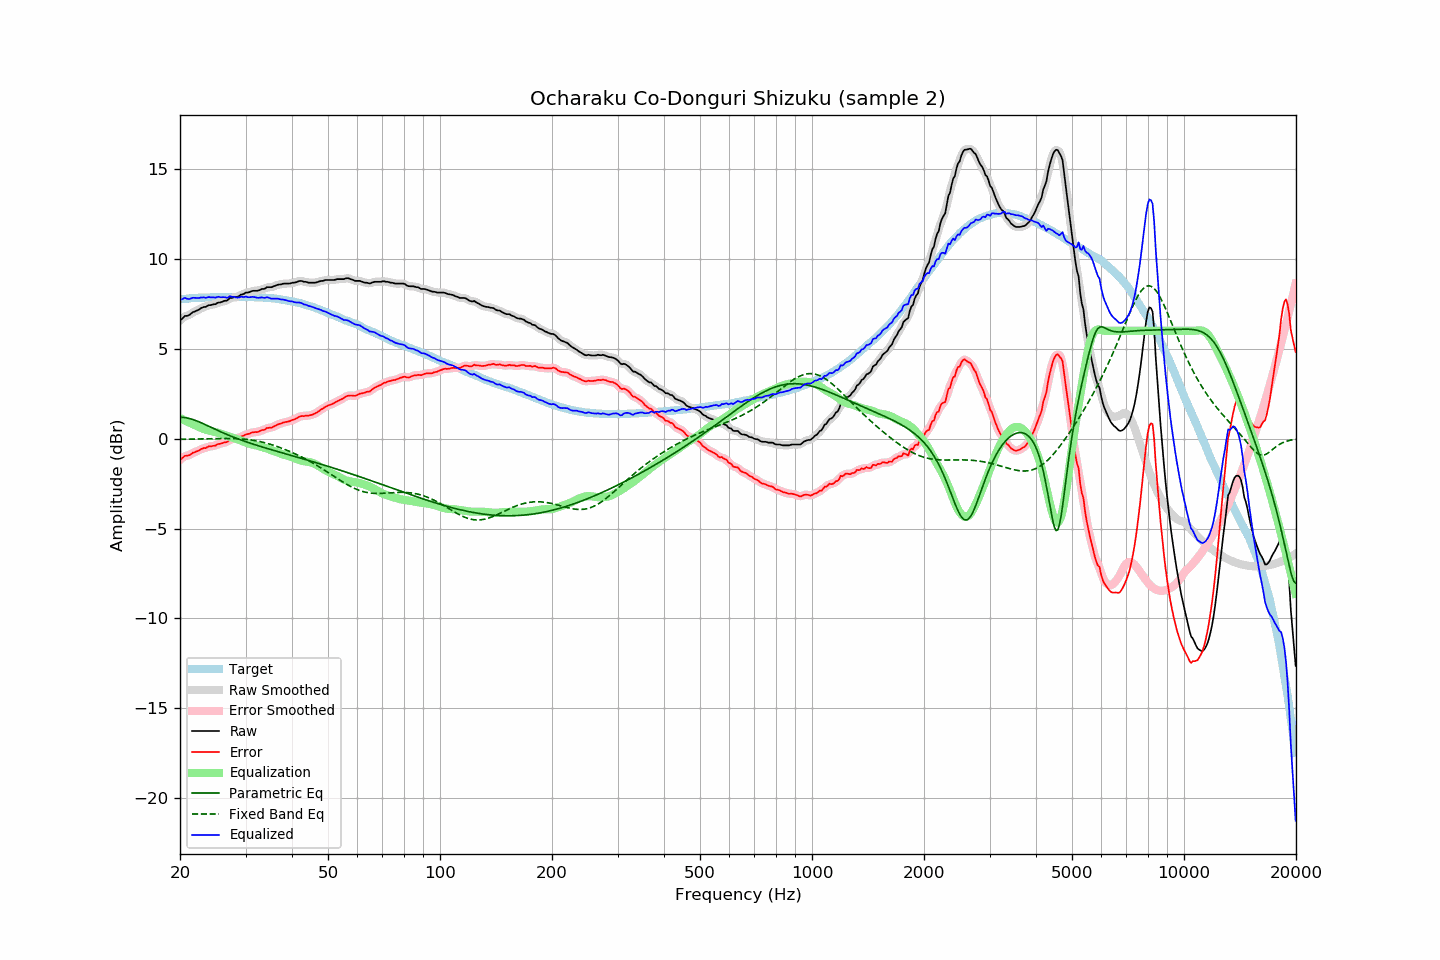 Ocharaku Co-Donguri Shizuku (sample 2)
15
10
5
0
−5
−10
−15
−20
Amplitude (dBr)
Target
Raw Smoothed
Error Smoothed
Raw
Error
Equalization
Parametric Eq
Fixed Band Eq
Equalized
20 50 100 200 500 1000 2000 5000 10000 20000
Frequency (Hz)